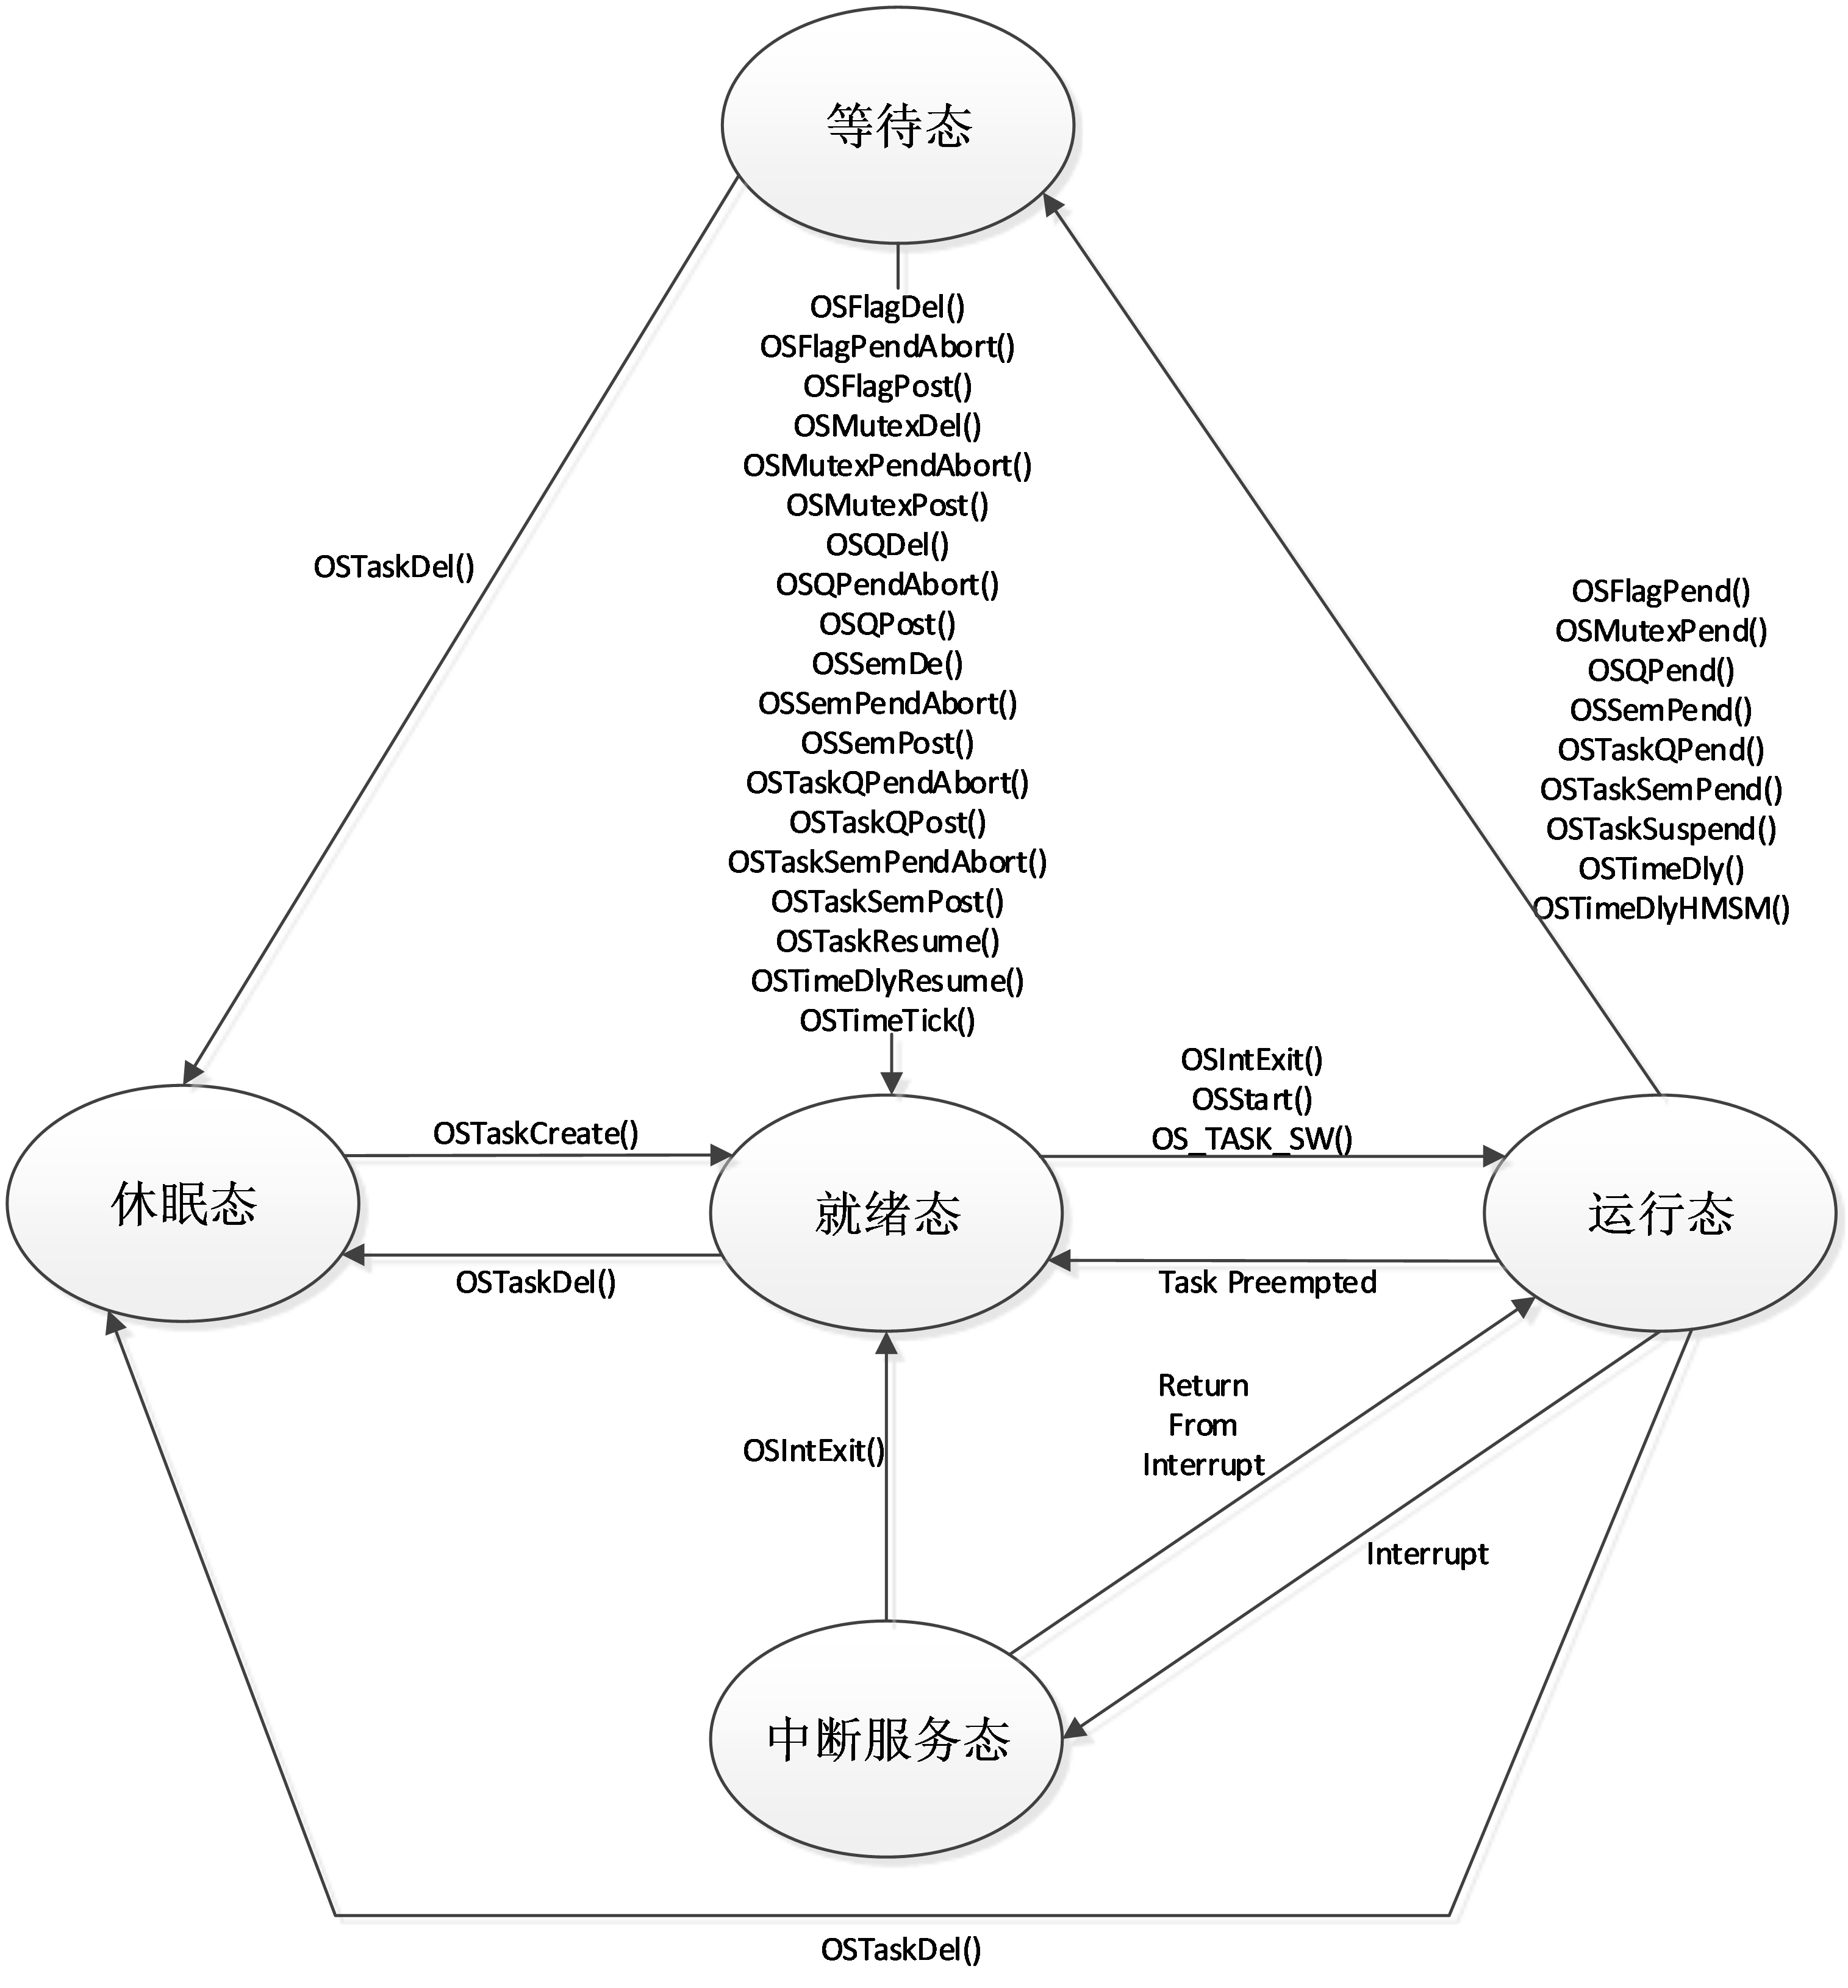 等待态
OSFlagDel()
OSFlagPendAbort()
OSFlagPost()
OSMutexDel()
OSMutexPendAbort()
OSMutexPost()
OSQDel()
OSQPendAbort()
OSQPost()
OSSemDe()
OSSemPendAbort()
OSSemPost()
OSTaskQPendAbort()
OSTaskQPost()
OSTaskSemPendAbort()
OSTaskSemPost()
OSTaskResume()
OSTimeDlyResume()
OSTimeTick()
OSTaskDel()
OSFlagPend()
OSMutexPend()
OSQPend()
OSSemPend()
OSTaskQPend()
OSTaskSemPend()
OSTaskSuspend()
OSTimeDly()
OSTimeDlyHMSM()
OSIntExit()
OSStart()
OS_TASK_SW()
OSTaskCreate()
休眠态
就绪态
运行态
OSTaskDel()
Task Preempted
Return
From
Interrupt
OSIntExit()
Interrupt
中断服务态
OSTaskDel()